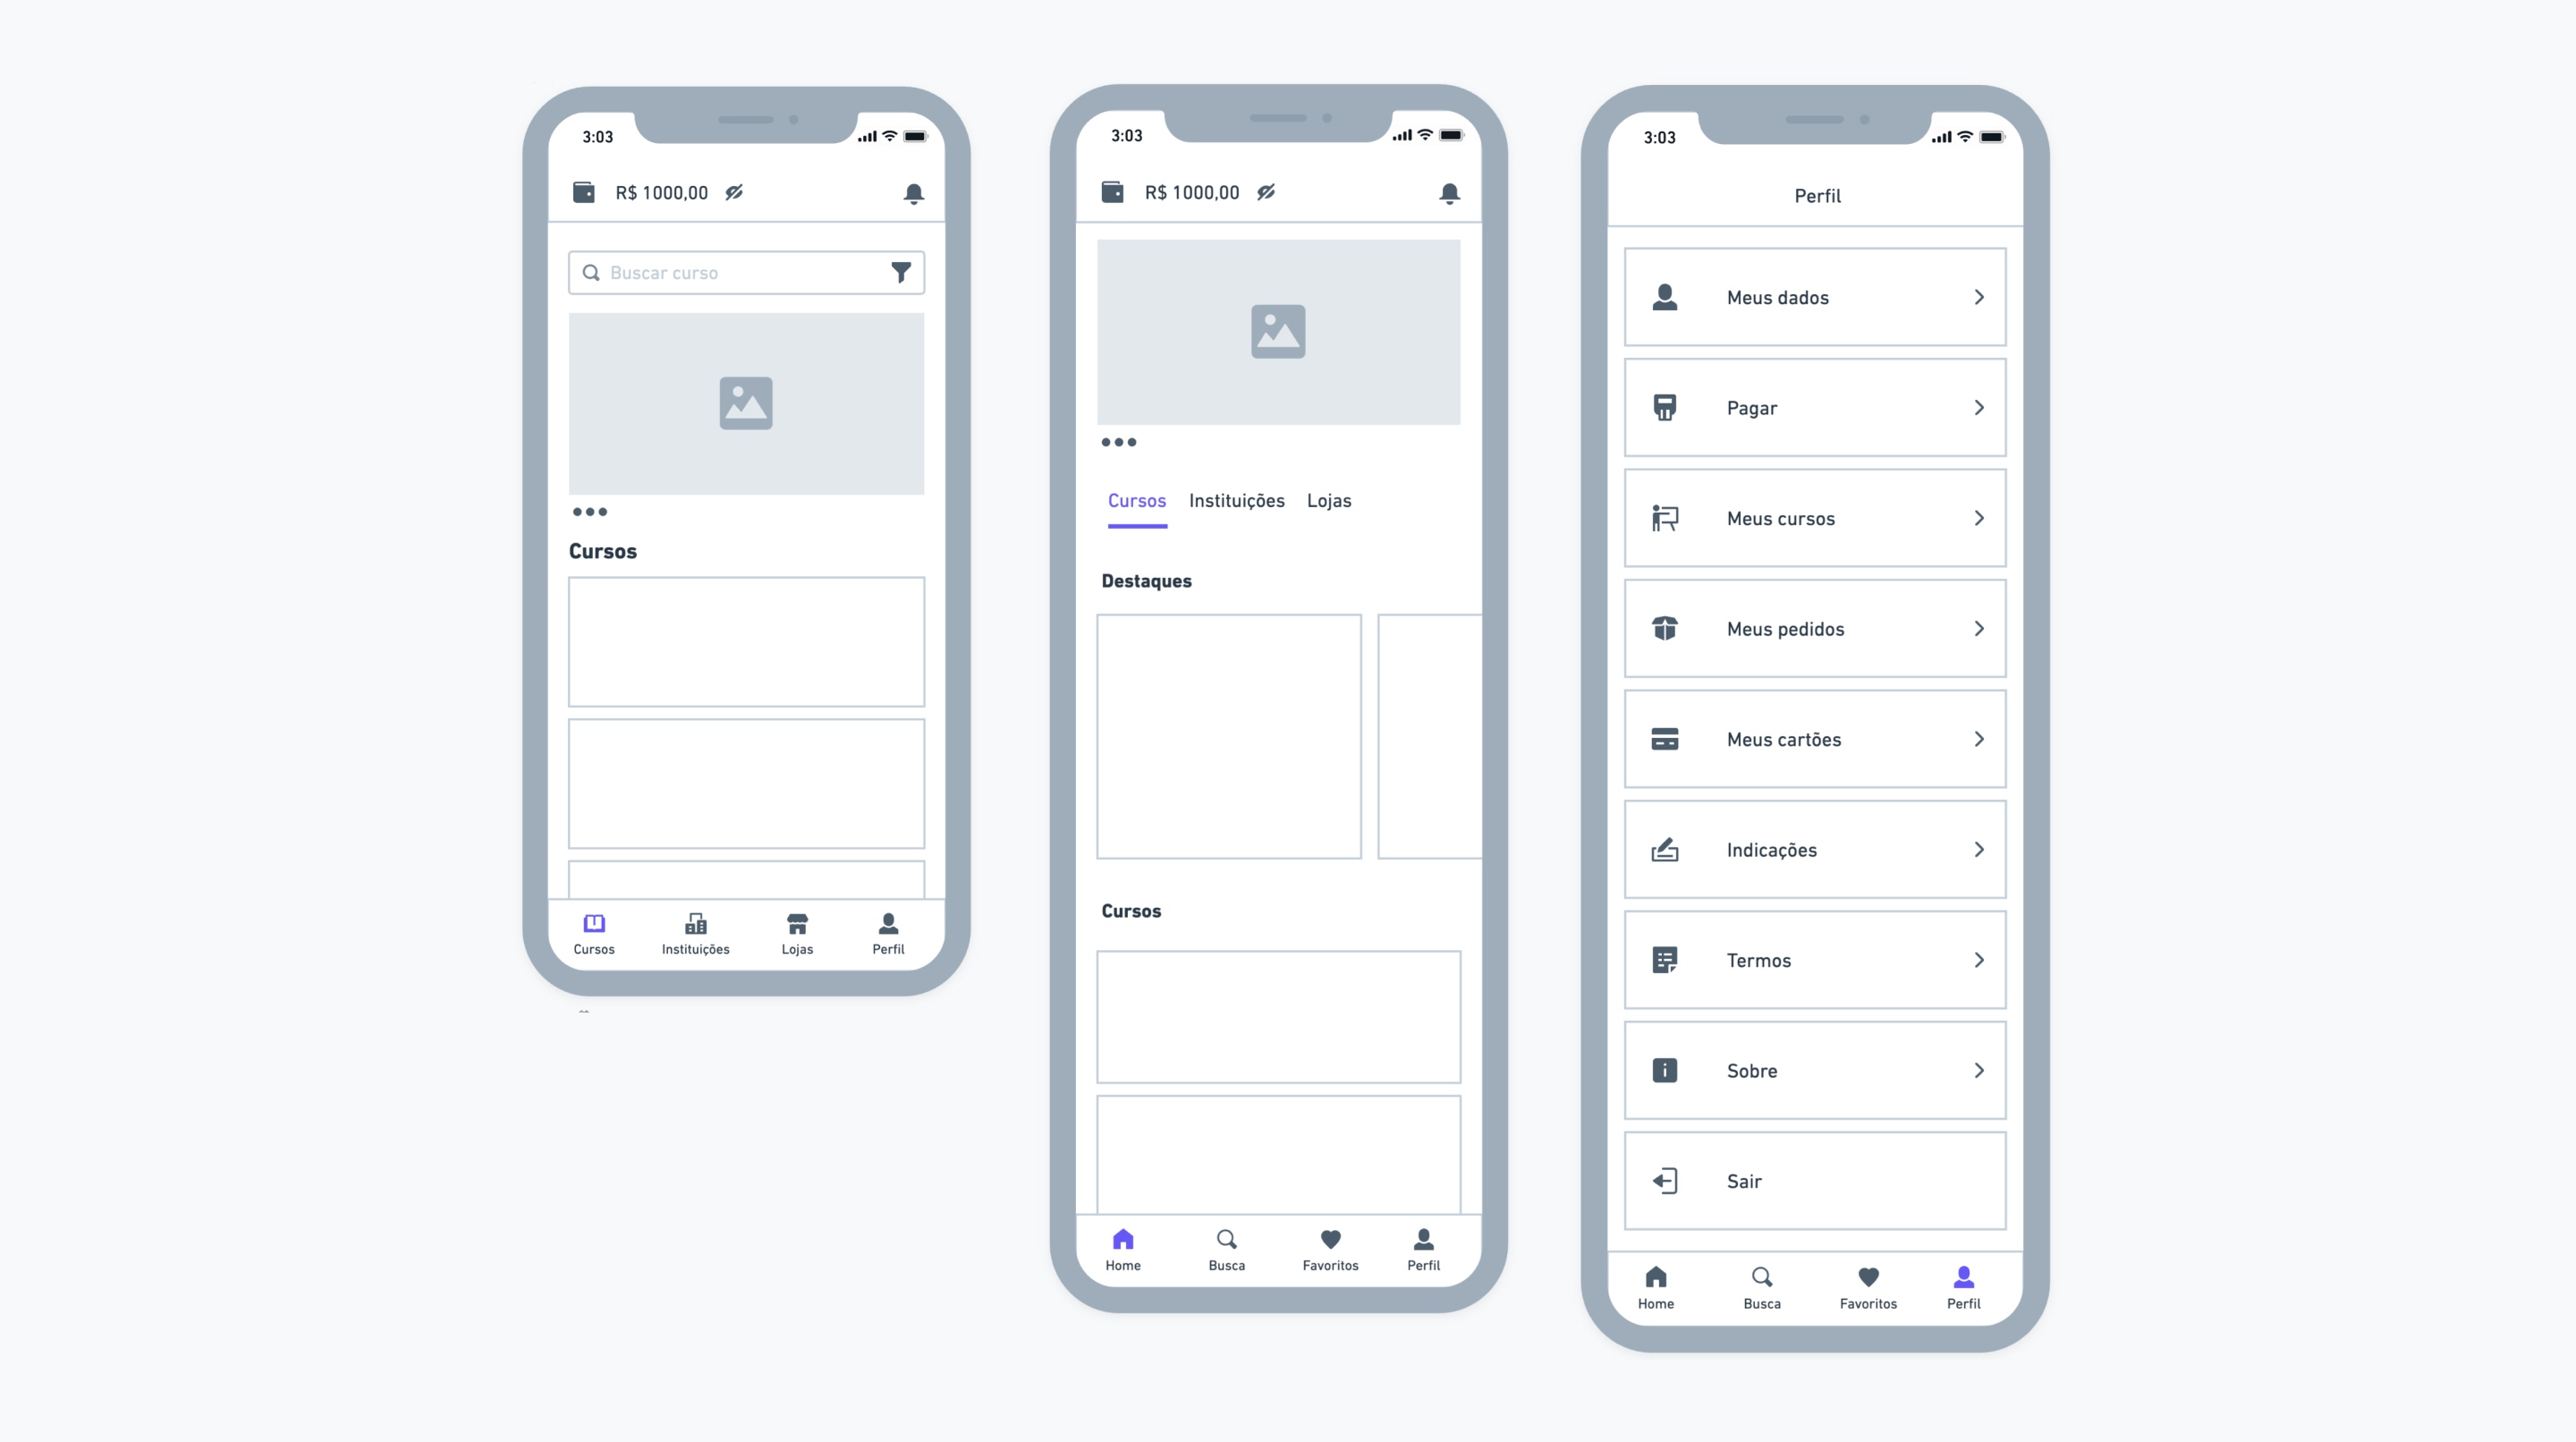 3:03
R$ 1000,00
Buscar curso
Cursos
Cursos
Instituições
Lojas
Perfil
3:03
R$ 1000,00
Cursos
Instituições
Lojas
Destaques
Cursos
Home
Busca
Favoritos
Perfil
3:03
Perfil
Meus dados
Pagar
Meus cursos
Meus pedidos
Meus cartões
Indicações
Termos
Sobre
Sair
Home
Busca
Favoritos
Perfil